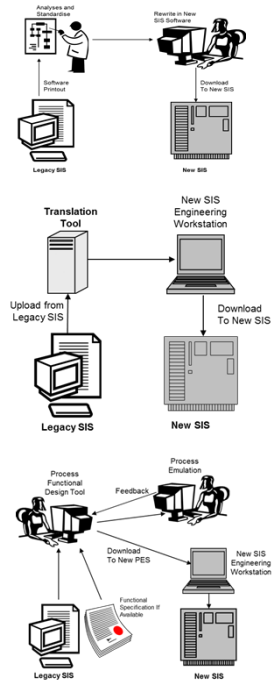 Analyses and
Standardise
Rewrite in New
SIS Software
Software
Printout
Download
To New SIS
Legacy SIS
New SIS
New SIS
Engineering
Workstation
Translation
Tool
Upload from
Legacy SIS
Download
To New SIS
Legacy SIS
New SIS
Process
Emulation
Process
Functional
Design Tool
Feedback
Download
To New PES
New SIS
Engineering
Workstation
Functional
Specification If
Available
Legacy SIS
New SIS